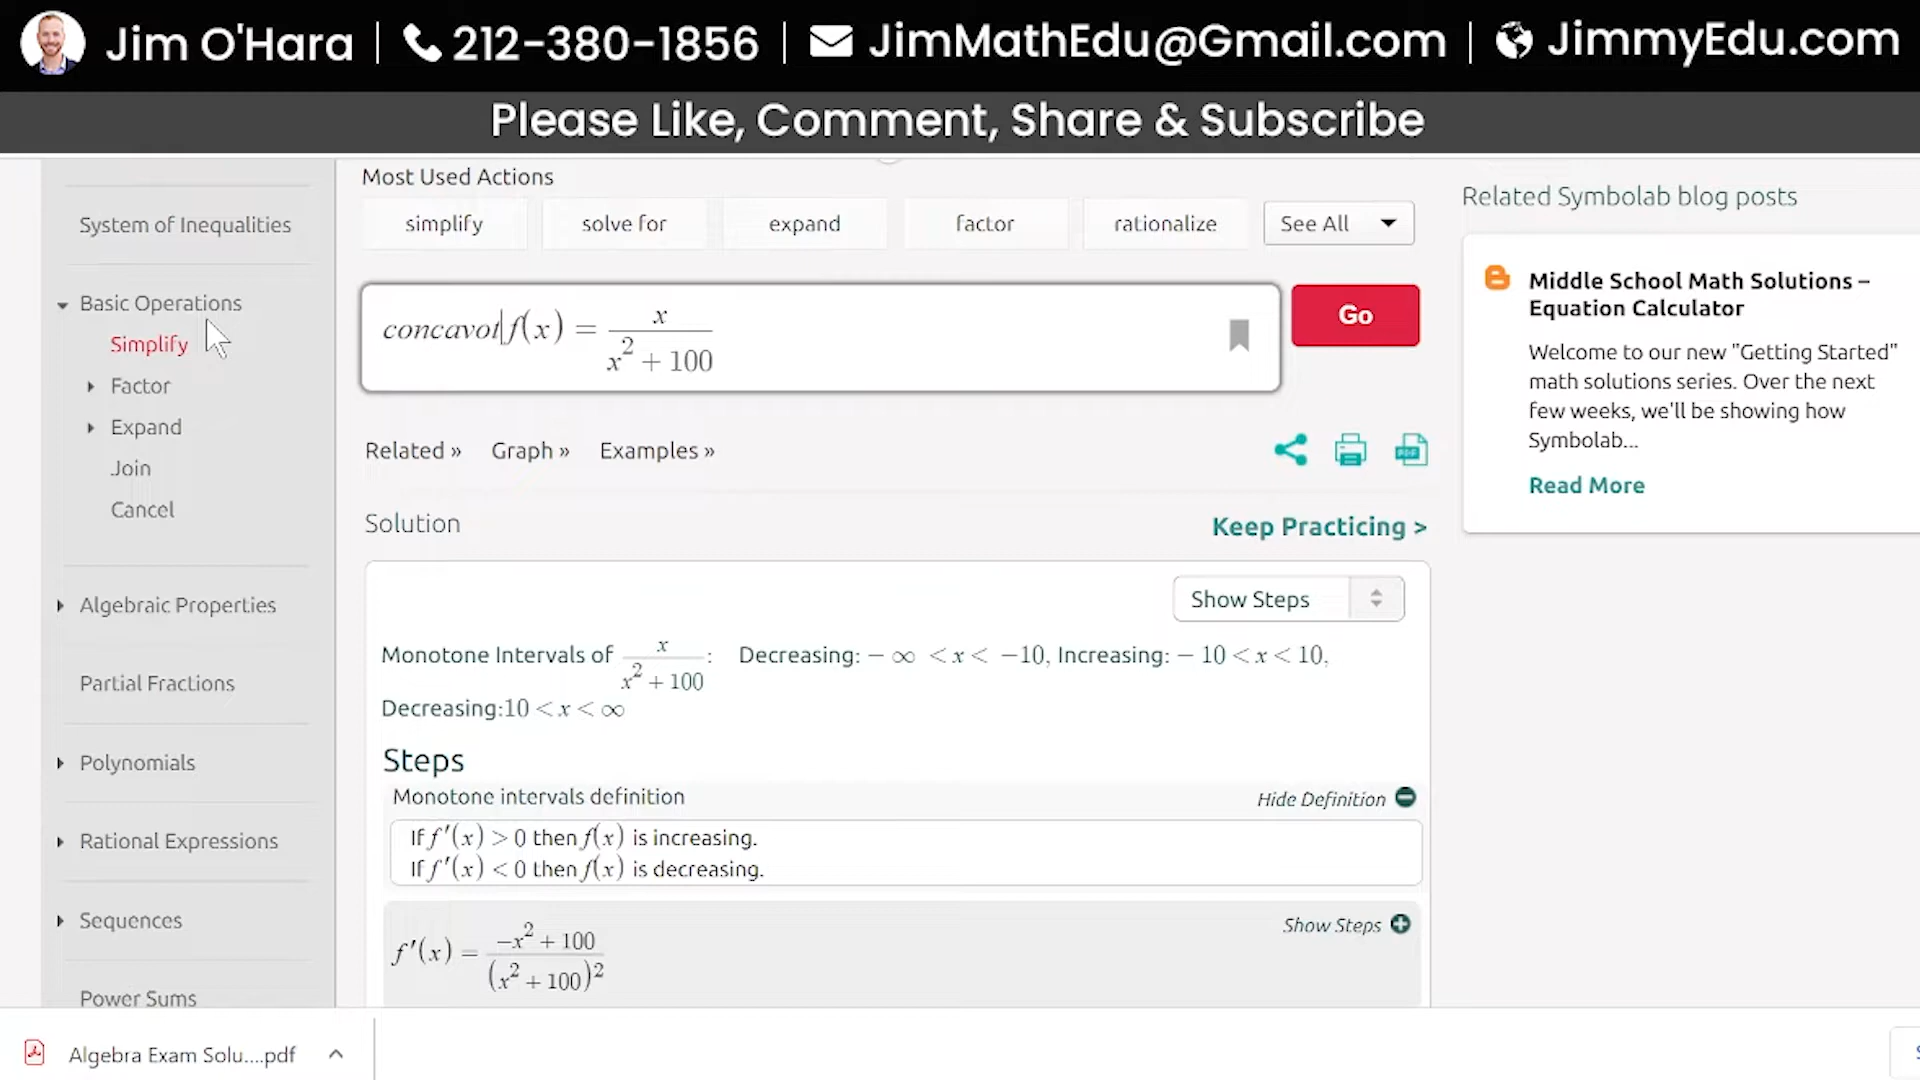 Jim O'Hara | 212-380-1856 | JimMathEdu@Gmail.com | JimmyEdu.com
Please Like, Comment, Share & Subscribe
System of Inequalities
Basic Operations
Simplify
Factor
Expand
Join
Cancel
Algebraic Properties
Partial Fractions
Polynomials
Rational Expressions
Sequences
Power Sums
Most Used Actions
simplify solve for expand factor rationalize See All
concavot f(x) = x / (x^2 + 100)
Go
Related » Graph » Examples »
PDF
Solution
Keep Practicing >
Show Steps
Monotone Intervals of x / (x^2 + 100) : Decreasing: − ∞ < x < −10, Increasing: − 10 < x < 10,
Decreasing:10 < x < ∞
Steps
Monotone intervals definition
Hide Definition
If f ′(x) > 0 then f(x) is increasing.
If f ′(x) < 0 then f(x) is decreasing.
Show Steps
f ′(x) = (−x^2 + 100) / (x^2 + 100)^2
Related Symbolab blog posts
Middle School Math Solutions –
Equation Calculator
Welcome to our new "Getting Started"
math solutions series. Over the next
few weeks, we'll be showing how
Symbolab...
Read More
Algebra Exam Solu....pdf